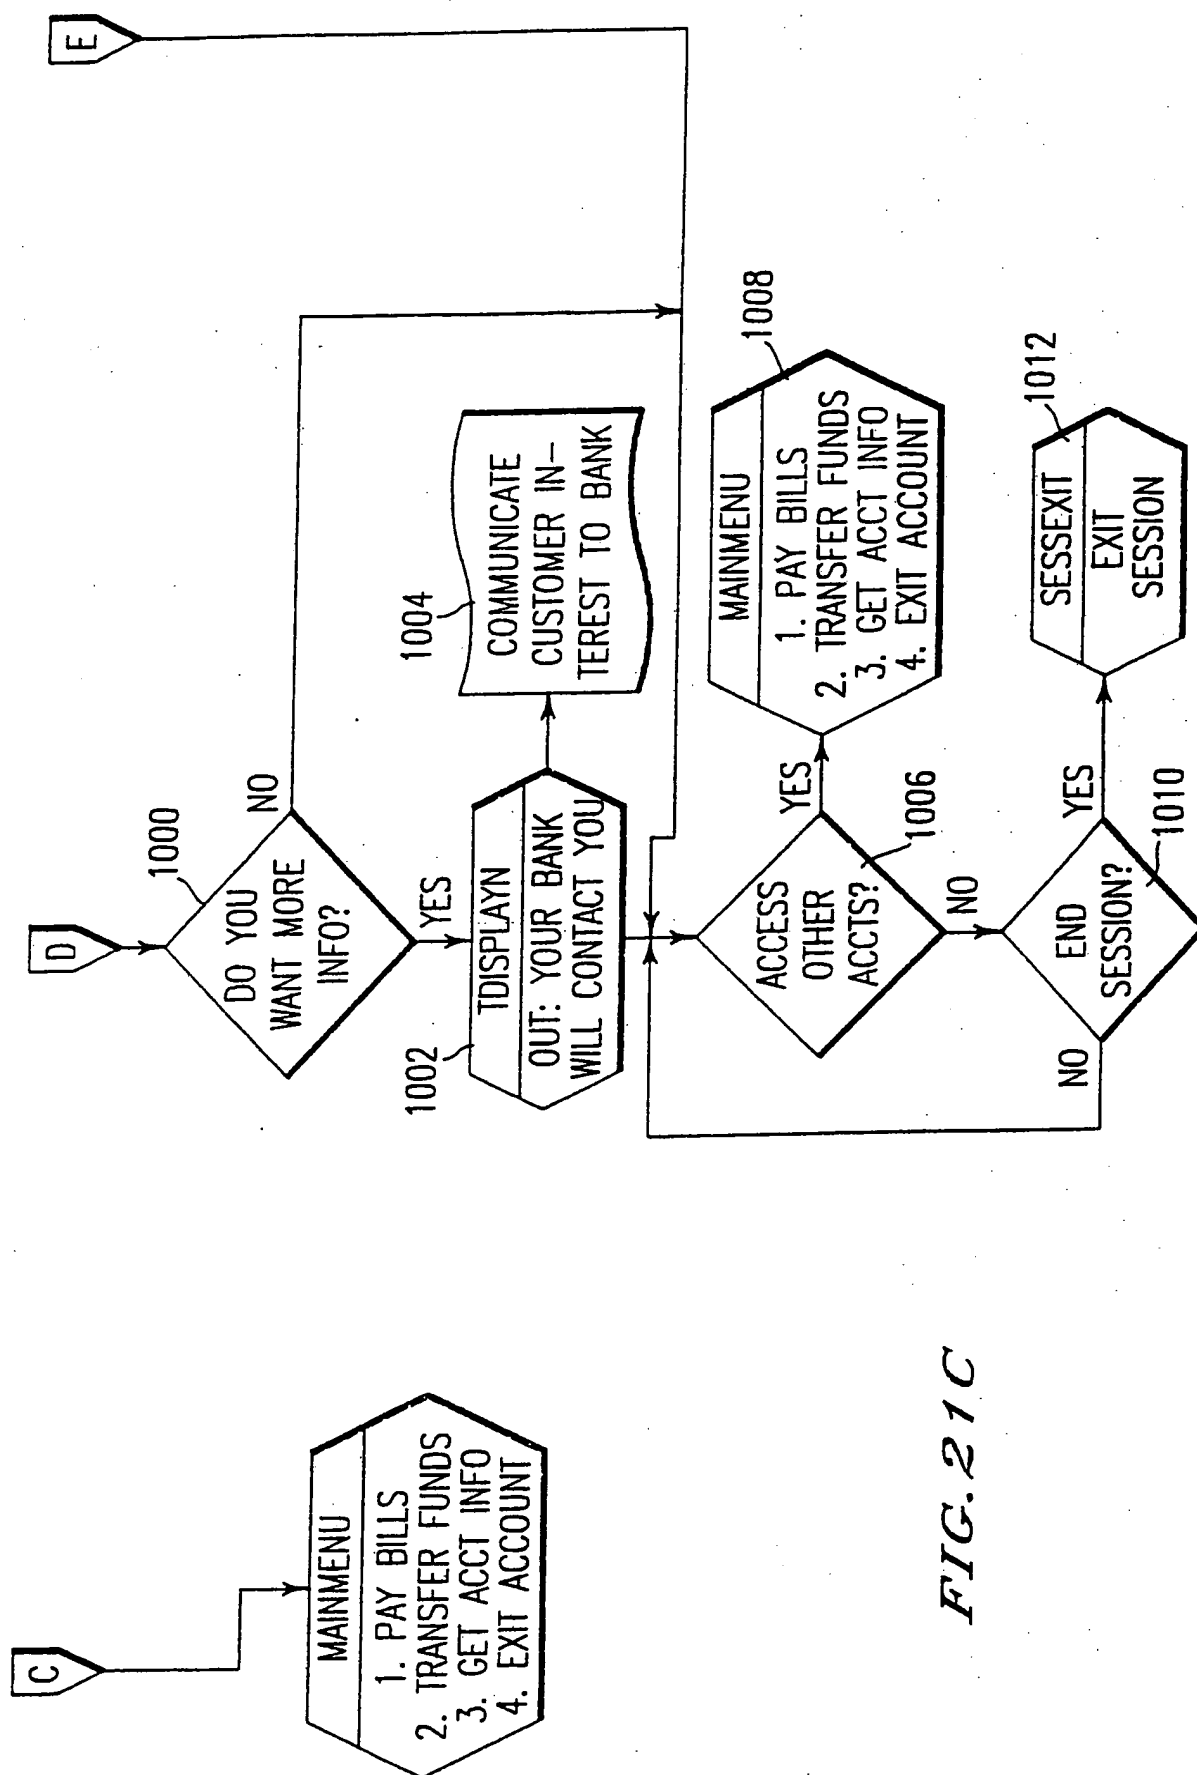 C
MAINMENU
1. PAY BILLS
2. TRANSFER FUNDS
3. GET ACCT INFO
4. EXIT ACCOUNT
D
DO YOU
WANT MORE
INFO?
1000
NO
YES
1002
TDISPLAYN
OUT: YOUR BANK
WILL CONTACT YOU
1004
COMMUNICATE
CUSTOMER IN-
TEREST TO BANK
E
ACCESS
OTHER
ACCTS?
1006
YES
NO
MAINMENU
1. PAY BILLS
2. TRANSFER FUNDS
3. GET ACCT INFO
4. EXIT ACCOUNT
1008
END
SESSION?
1010
NO
YES
SESSEXIT
EXIT
SESSION
1012
FIG. 21C